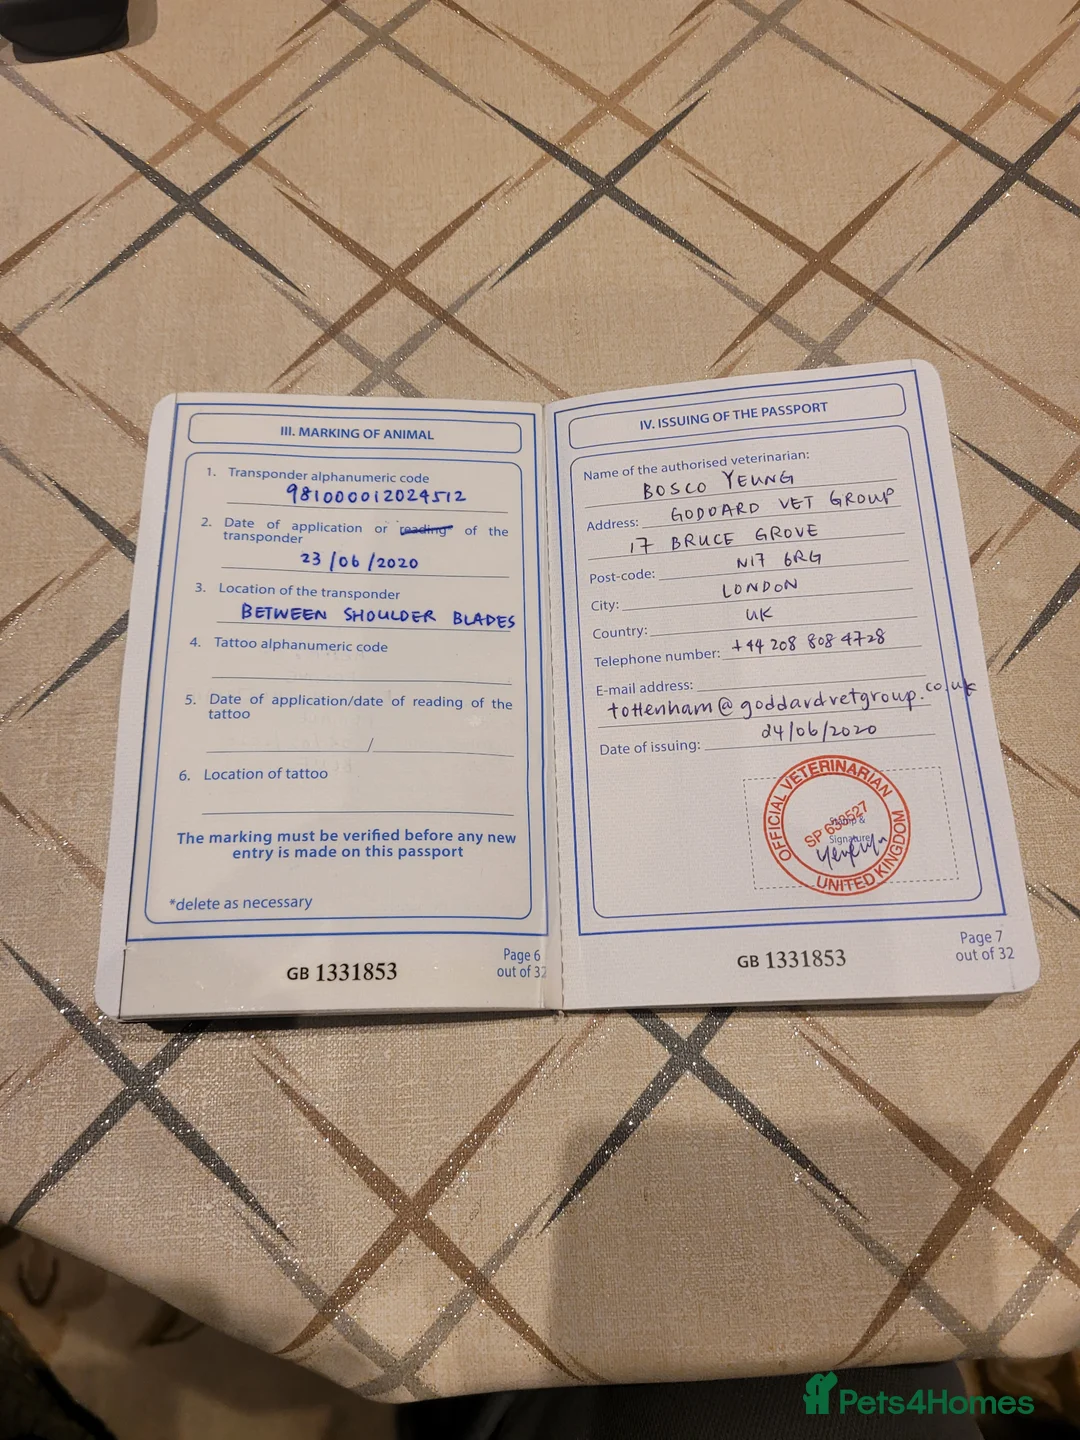 III. MARKING OF ANIMAL
1. Transponder alphanumeric code
981000012024512
2. Date of application or reading* of the
transponder
23/06/2020
3. Location of the transponder
BETWEEN SHOULDER BLADES
4. Tattoo alphanumeric code
5. Date of application/date of reading of the
tattoo
/
6. Location of tattoo
The marking must be verified before any new
entry is made on this passport
*delete as necessary
GB 1331853
Page 6
out of 32
IV. ISSUING OF THE PASSPORT
Name of the authorised veterinarian:
BOSCO YEUNG
Address: GODDARD VET GROUP
17 BRUCE GROVE
Post-code: N17 6RG
City: LONDON
Country: UK
Telephone number: +44 208 808 4728
E-mail address:
tottenham@goddardvetgroup.co.uk
Date of issuing: 24/06/2020
OFFICIAL VETERINARIAN
SP
Stamp &
Signature
UNITED KINGDOM
GB 1331853
Page 7
out of 32
Pets4Homes